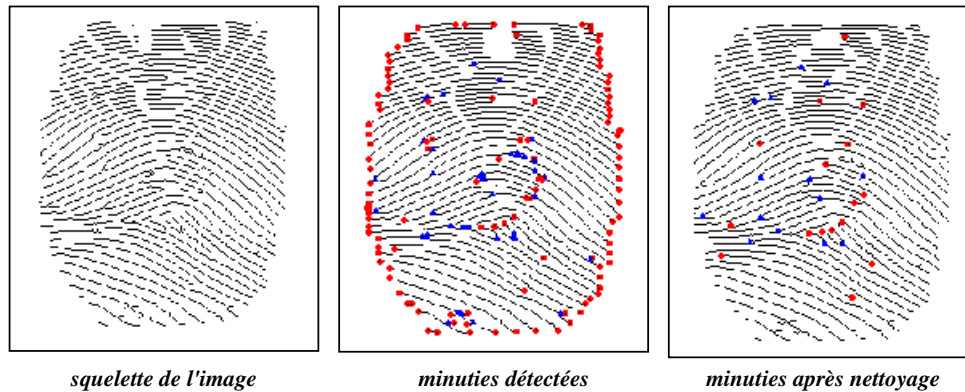 squelette de l'image
minuties détectées
minuties après nettoyage